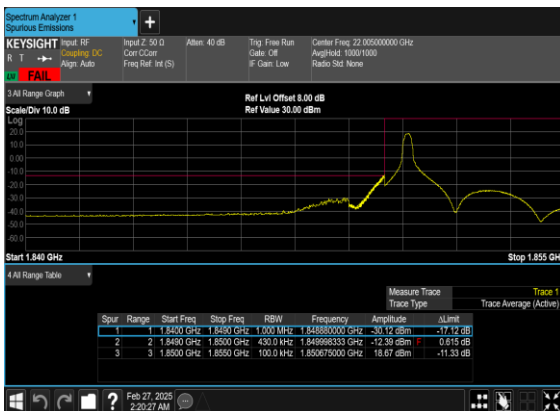 Spectrum Analyzer 1
Spurious Emissions
+
KEYSIGHT Input: RF Input Z: 50 Ω Atten: 40 dB Trig: Free Run Center Freq: 22.005000000 GHz
R T Coupling: DC Corr CCorr Gate: Off Avg|Hold: 1000/1000
Align: Auto Freq Ref: Int (S) IF Gain: Low Radio Std: None
LV FAIL
3 All Range Graph
Ref Lvl Offset 8.00 dB
Scale/Div 10.0 dB Ref Value 30.00 dBm
Log
20.0
10.0
0.00
-10.0
-20.0
-30.0
-40.0
-50.0
-60.0
Start 1.840 GHz Stop 1.855 GH
4 All Range Table
Measure Trace Trace 1
Trace Type Trace Average (Active)
Spur Range Start Freq Stop Freq RBW Frequency Amplitude ΔLimit
1 1 1.8400 GHz 1.8490 GHz 1.000 MHz 1.848880000 GHz -30.12 dBm -17.12 dB
2 2 1.8490 GHz 1.8500 GHz 430.0 kHz 1.849998333 GHz -12.39 dBm F 0.615 dB
3 3 1.8500 GHz 1.8550 GHz 100.0 kHz 1.850675000 GHz 18.67 dBm -11.33 dB
? Feb 27, 2025
2:20:27 AM